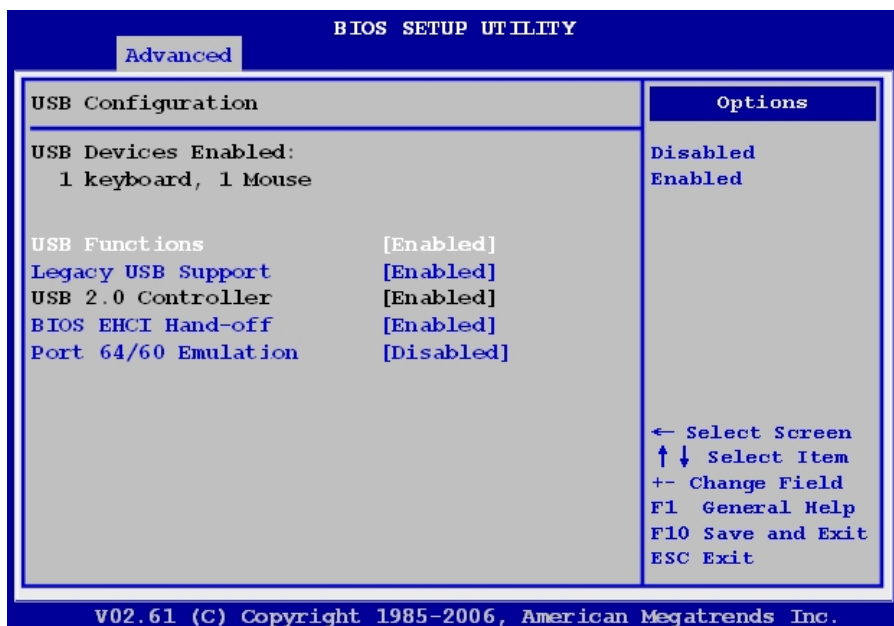 BIOS SETUP UTILITY
Advanced
USB Configuration
USB Devices Enabled:
1 keyboard, 1 Mouse
USB Functions [Enabled]
Legacy USB Support [Enabled]
USB 2.0 Controller [Enabled]
BIOS EHCI Hand-off [Enabled]
Port 64/60 Emulation [Disabled]
Options
Disabled
Enabled
← Select Screen
↑↓ Select Item
+- Change Field
F1 General Help
F10 Save and Exit
ESC Exit
V02.61 (C) Copyright 1985-2006, American Megatrends Inc.